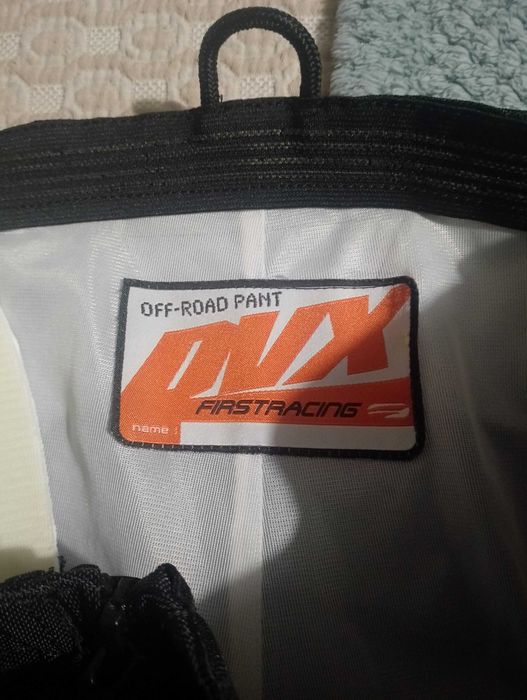 OFF-ROAD PANT
DVX
FIRSTRACING
name :